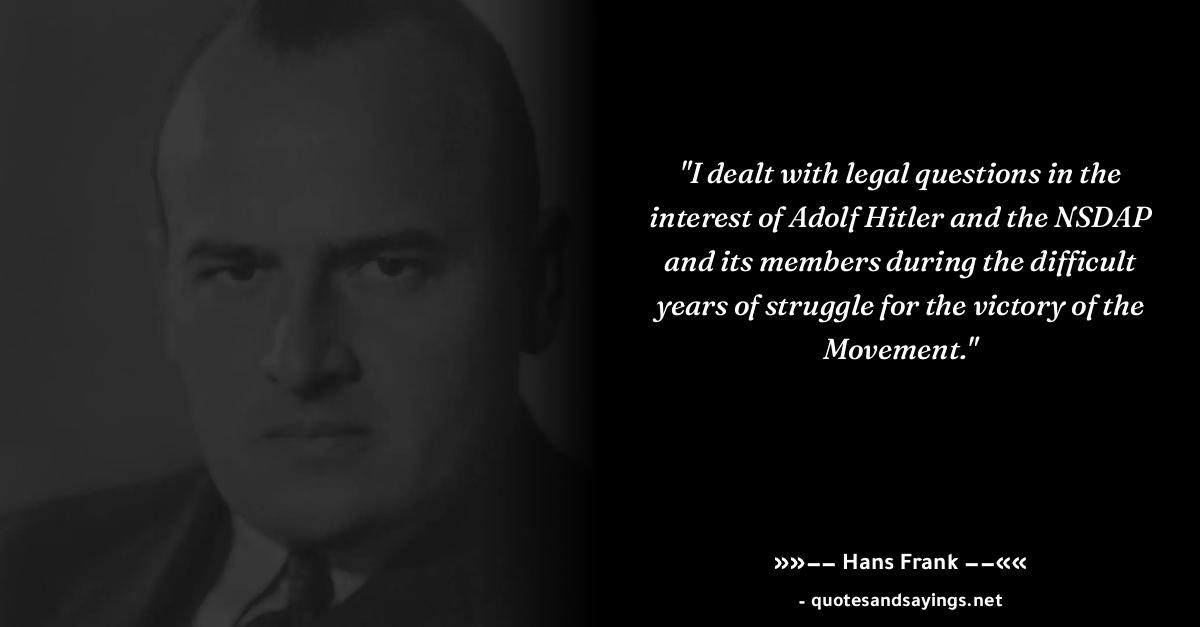 "I dealt with legal questions in the
interest of Adolf Hitler and the NSDAP
and its members during the difficult
years of struggle for the victory of the
Movement."
»»–– Hans Frank ––««
- quotesandsayings.net